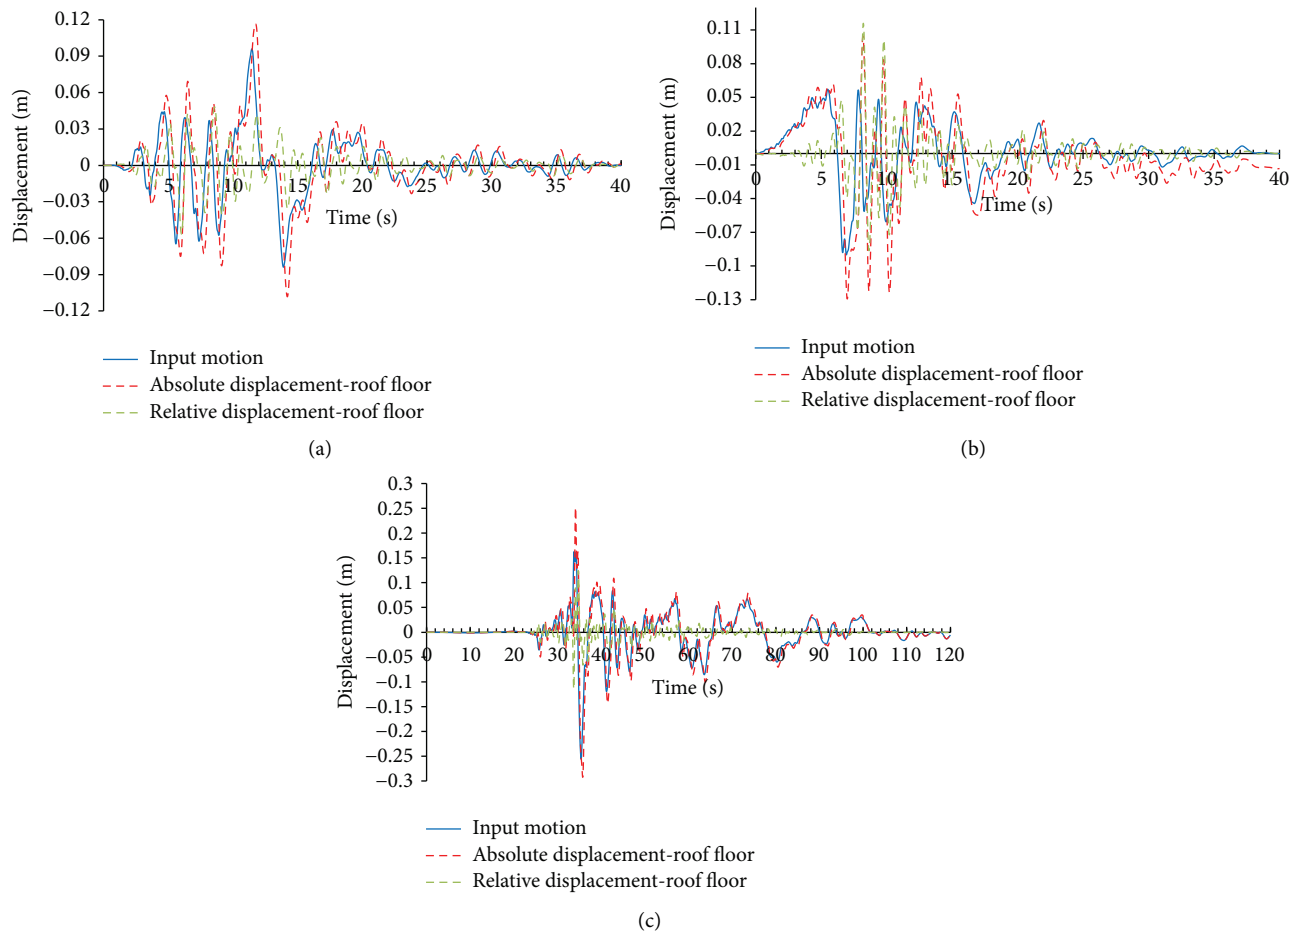 0.12
0.09
0.06
0.03
0
−0.03
−0.06
−0.09
−0.12
Displacement (m)
0 5 10 15 20 25 30 35 40
Time (s)
Input motion
Absolute displacement-roof floor
Relative displacement-roof floor
(a)
0.11
0.08
0.05
0.02
−0.01
−0.04
−0.07
−0.1
−0.13
Displacement (m)
0 5 10 15 20 25 30 35 40
Time (s)
Input motion
Absolute displacement-roof floor
Relative displacement-roof floor
(b)
0.3
0.25
0.2
0.15
0.1
0.05
0
−0.05
−0.1
−0.15
−0.2
−0.25
−0.3
Displacement (m)
0 10 20 30 40 50 60 70 80 90 100 110 120
Time (s)
Input motion
Absolute displacement-roof floor
Relative displacement-roof floor
(c)